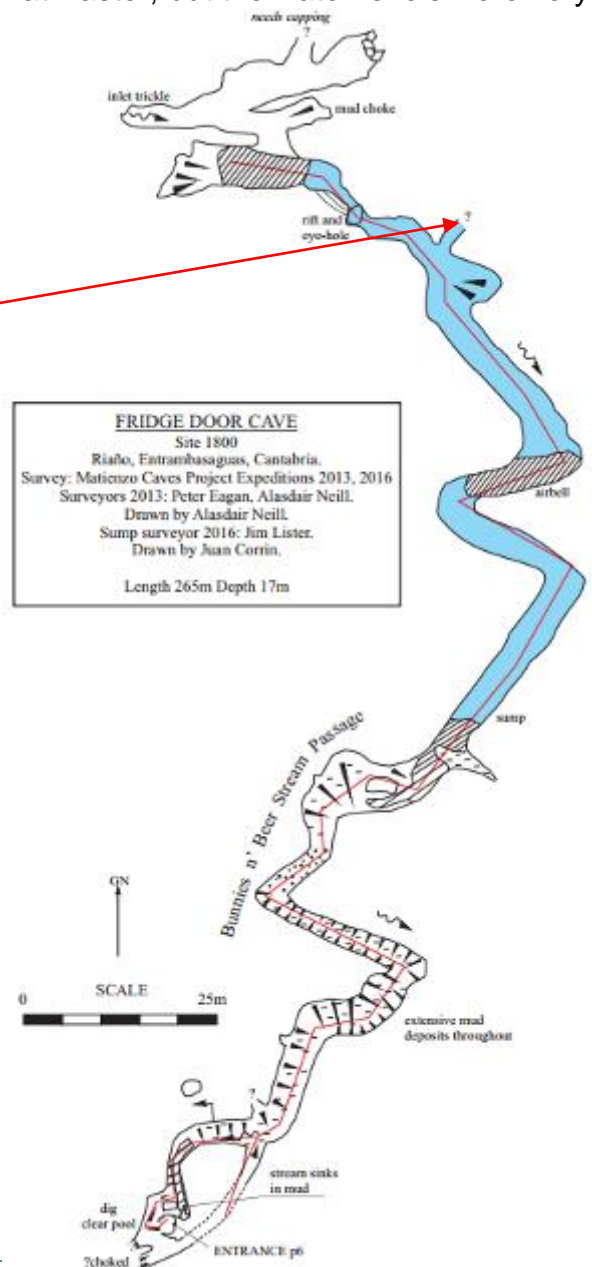 needs capping
?
inlet trickle
mud choke
rift and
eye-hole
?
FRIDGE DOOR CAVE
Site 1800
Riaño, Entrambasaguas, Cantabria.
Survey: Matienzo Caves Project Expeditions 2013, 2016
Surveyors 2013: Peter Eagan, Alasdair Neill.
Drawn by Alasdair Neill.
Sump surveyor 2016: Jim Lister.
Drawn by Juan Corrin.
Length 265m Depth 17m
airbell
sump
Bunnies n' Beer Stream Passage
GN
SCALE
0 25m
extensive mud
deposits throughout
?
stream sinks
in mud
dig
clear pool
ENTRANCE p6
?choked